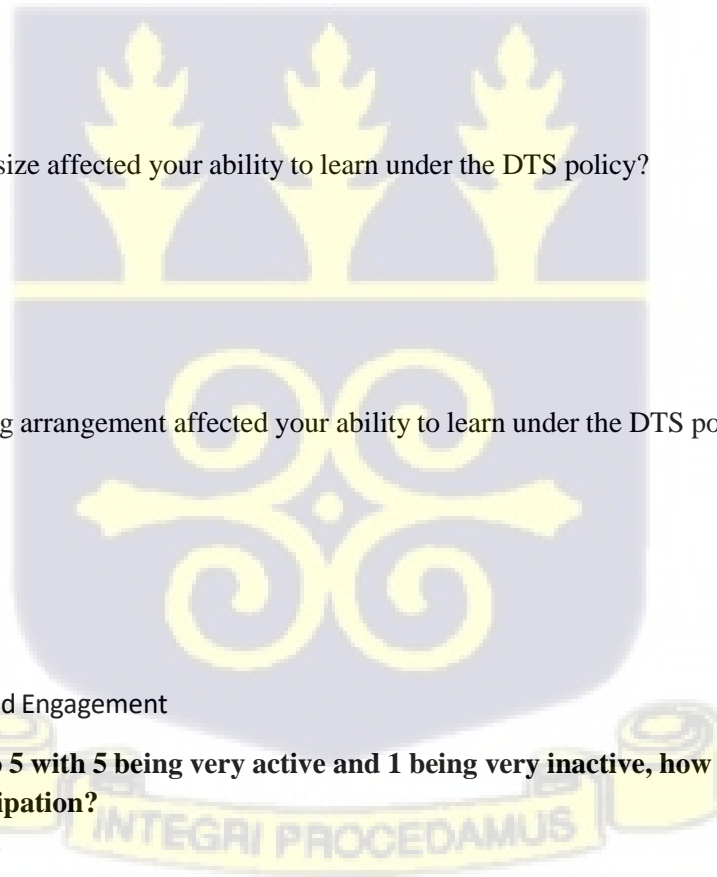 size affected your ability to learn under the DTS policy?
g arrangement affected your ability to learn under the DTS po
d Engagement
5 with 5 being very active and 1 being very inactive, how
ipation?
INTEGRI PROCEDAMUS